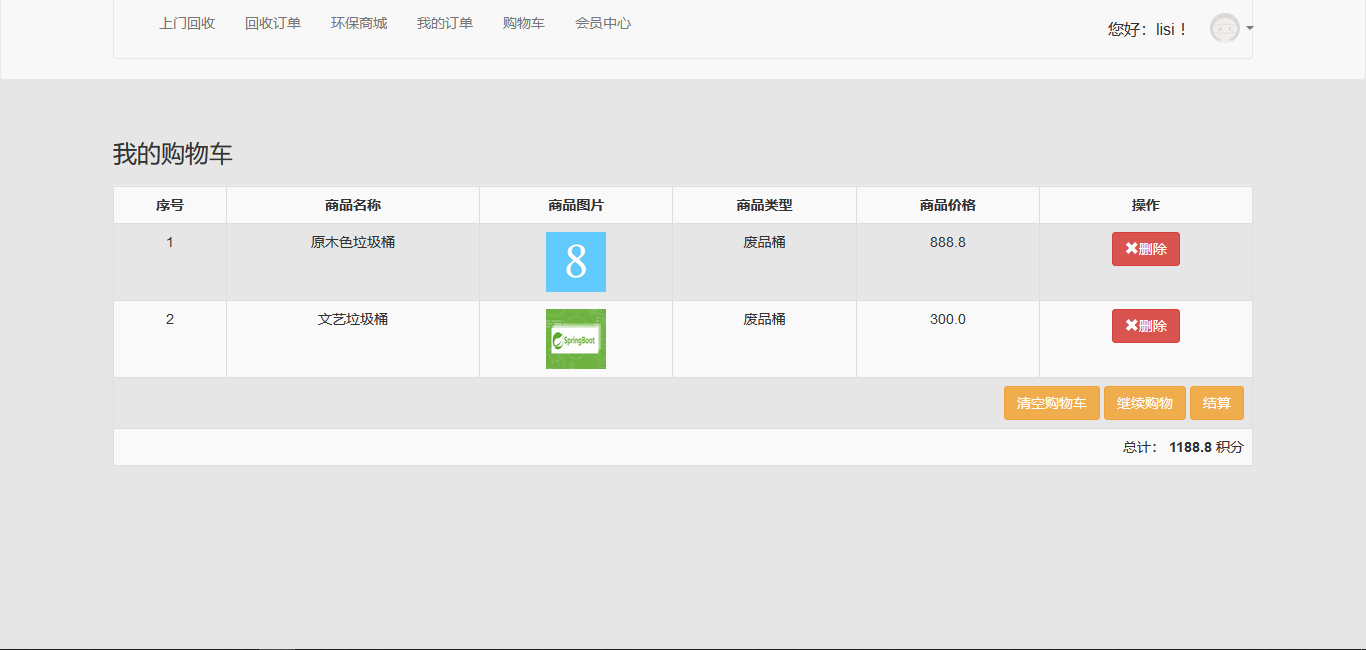 上门回收 回收订单 环保商城 我的订单 购物车 会员中心 您好：lisi！
我的购物车
序号 商品名称 商品图片 商品类型 商品价格 操作
1 原木色垃圾桶 8 废品桶 888.8 ✖删除
2 文艺垃圾桶 SpringBoot 废品桶 300.0 ✖删除
清空购物车 继续购物 结算
总计： 1188.8 积分